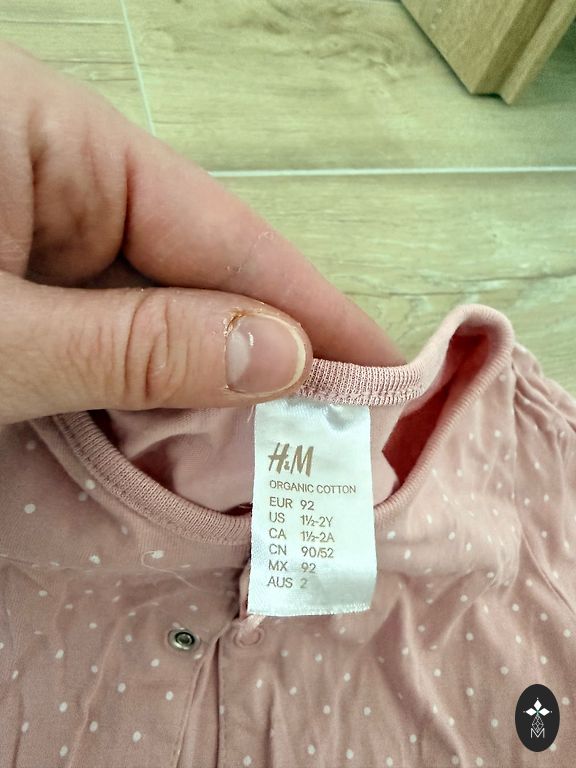 H&M
ORGANIC COTTON
EUR 92
US 1½-2Y
CA 1½-2A
CN 90/52
MX 92
AUS 2
M